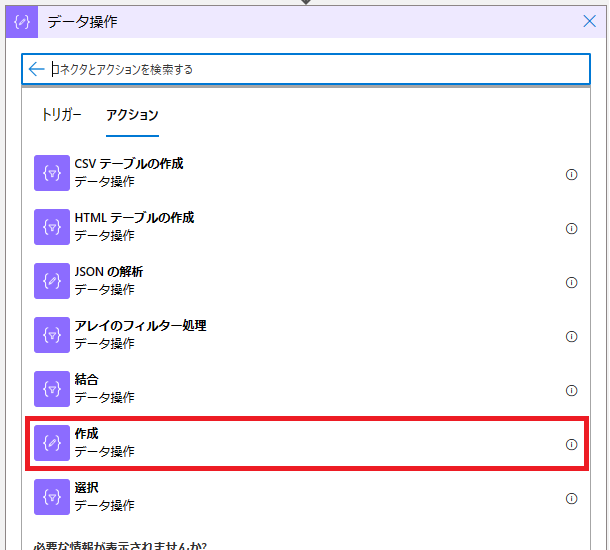 データ操作
コネクタとアクションを検索する
トリガー
アクション
CSV テーブルの作成
データ操作
HTML テーブルの作成
データ操作
JSON の解析
データ操作
アレイのフィルター処理
データ操作
結合
データ操作
作成
データ操作
選択
データ操作
必要な情報が表示されませんか?